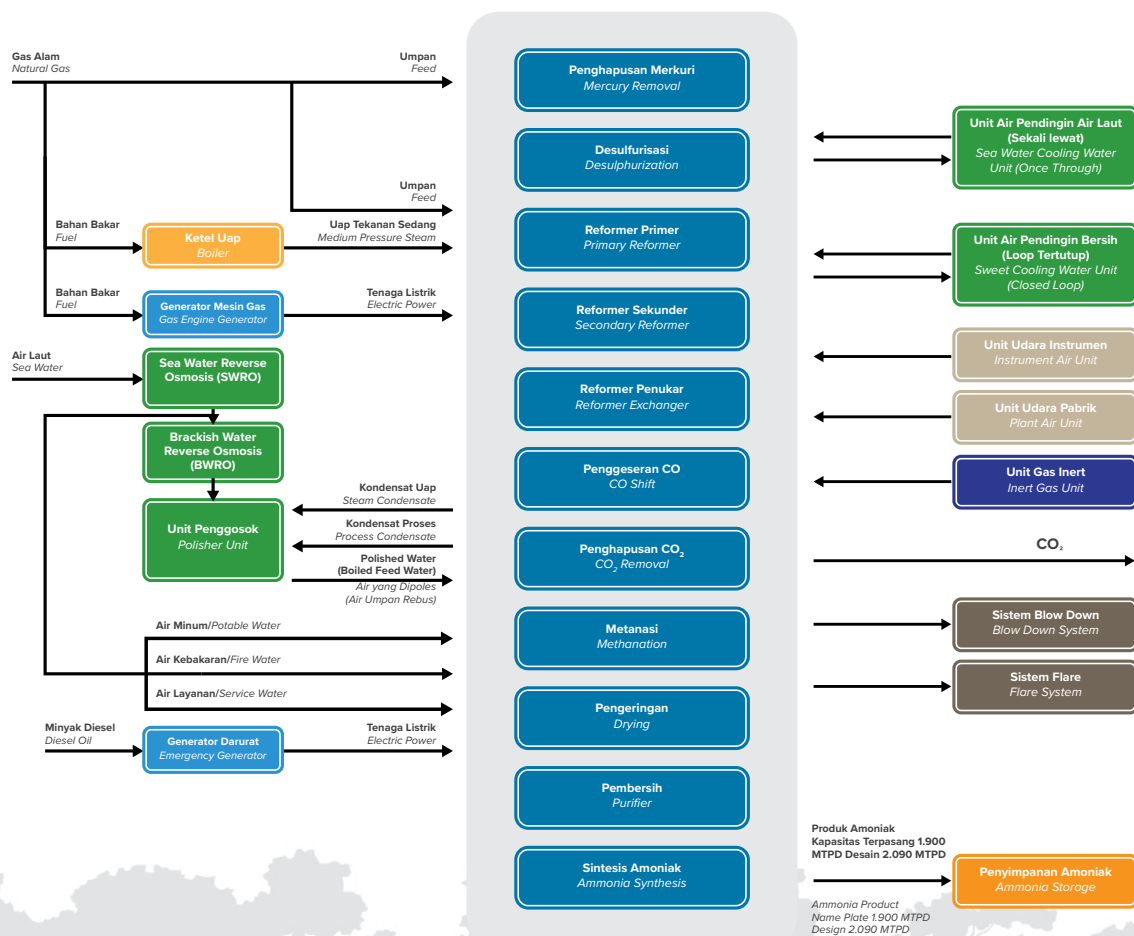 Gas Alam
Natural Gas
Umpan
Feed
Umpan
Feed
Bahan Bakar
Fuel
Ketel Uap
Boiler
Uap Tekanan Sedang
Medium Pressure Steam
Bahan Bakar
Fuel
Generator Mesin Gas
Gas Engine Generator
Tenaga Listrik
Electric Power
Air Laut
Sea Water
Sea Water Reverse
Osmosis (SWRO)
Brackish Water
Reverse Osmosis
(BWRO)
Unit Penggosok
Polisher Unit
Kondensat Uap
Steam Condensate
Kondensat Proses
Process Condensate
Polished Water
(Boiled Feed Water)
Air yang Dipoles
(Air Umpan Rebus)
Air Minum/Potable Water
Air Kebakaran/Fire Water
Air Layanan/Service Water
Minyak Diesel
Diesel Oil
Generator Darurat
Emergency Generator
Tenaga Listrik
Electric Power
Penghapusan Merkuri
Mercury Removal
Desulfurisasi
Desulphurization
Reformer Primer
Primary Reformer
Reformer Sekunder
Secondary Reformer
Reformer Penukar
Reformer Exchanger
Penggeseran CO
CO Shift
Penghapusan CO₂
CO₂ Removal
Metanasi
Methanation
Pengeringan
Drying
Pembersih
Purifier
Sintesis Amoniak
Ammonia Synthesis
Unit Air Pendingin Air Laut
(Sekali lewat)
Sea Water Cooling Water
Unit (Once Through)
Unit Air Pendingin Bersih
(Loop Tertutup)
Sweet Cooling Water Unit
(Closed Loop)
Unit Udara Instrumen
Instrument Air Unit
Unit Udara Pabrik
Plant Air Unit
Unit Gas Inert
Inert Gas Unit
CO₂
Sistem Blow Down
Blow Down System
Sistem Flare
Flare System
Produk Amoniak
Kapasitas Terpasang 1.900
MTPD Desain 2.090 MTPD
Penyimpanan Amoniak
Ammonia Storage
Ammonia Product
Name Plate 1.900 MTPD
Design 2.090 MTPD